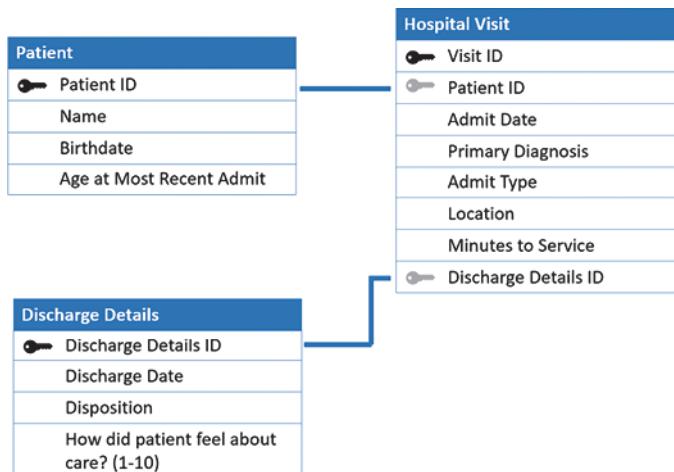 Patient
Patient ID
Name
Birthdate
Age at Most Recent Admit
Hospital Visit
Visit ID
Patient ID
Admit Date
Primary Diagnosis
Admit Type
Location
Minutes to Service
Discharge Details ID
Discharge Details
Discharge Details ID
Discharge Date
Disposition
How did patient feel about
care? (1-10)